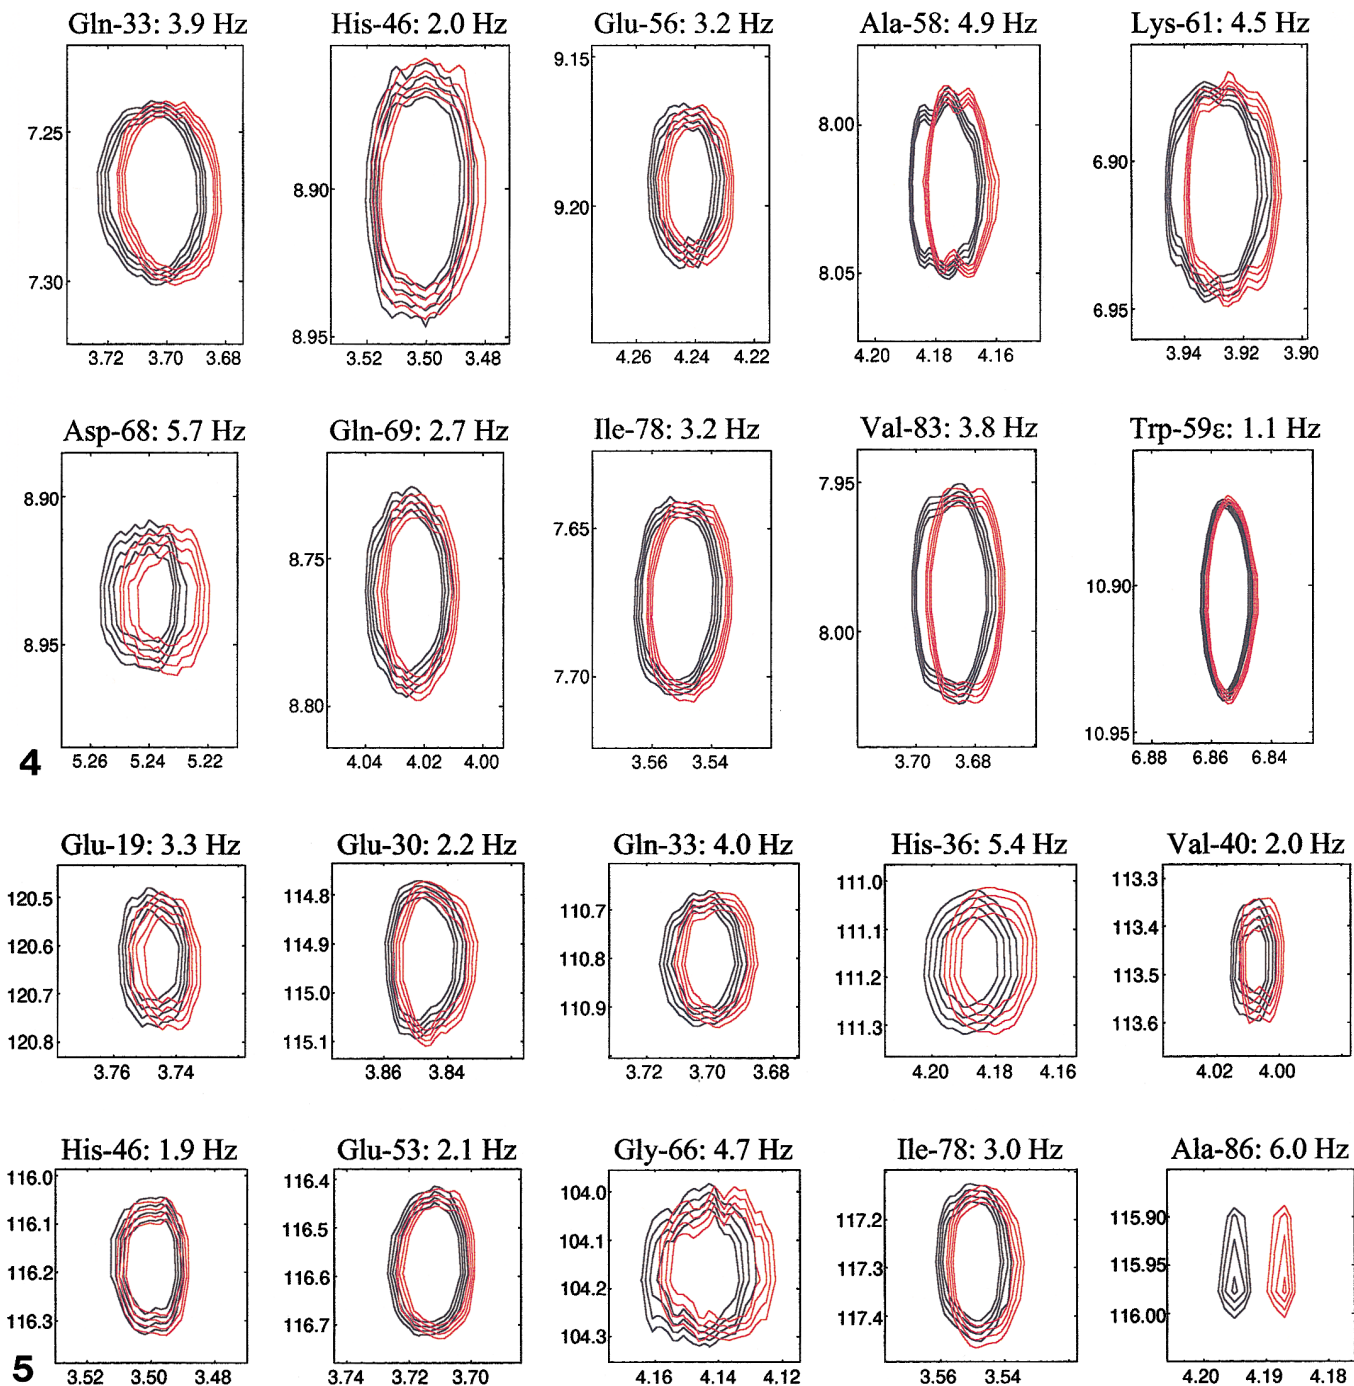 Gln-33: 3.9 Hz
His-46: 2.0 Hz
Glu-56: 3.2 Hz
Ala-58: 4.9 Hz
Lys-61: 4.5 Hz
7.25
7.30
3.72 3.70 3.68
8.90
8.95
3.52 3.50 3.48
9.15
9.20
4.26 4.24 4.22
8.00
8.05
4.20 4.18 4.16
6.90
6.95
3.94 3.92 3.90
Asp-68: 5.7 Hz
Gln-69: 2.7 Hz
Ile-78: 3.2 Hz
Val-83: 3.8 Hz
Trp-59ε: 1.1 Hz
8.90
8.95
5.26 5.24 5.22
8.75
8.80
4.04 4.02 4.00
7.65
7.70
3.56 3.54
7.95
8.00
3.70 3.68
10.90
10.95
6.88 6.86 6.84
4
Glu-19: 3.3 Hz
Glu-30: 2.2 Hz
Gln-33: 4.0 Hz
His-36: 5.4 Hz
Val-40: 2.0 Hz
120.5
120.6
120.7
120.8
3.76 3.74
114.8
114.9
115.0
115.1
3.86 3.84
110.7
110.8
110.9
3.72 3.70 3.68
111.0
111.1
111.2
111.3
4.20 4.18 4.16
113.3
113.4
113.5
113.6
4.02 4.00
His-46: 1.9 Hz
Glu-53: 2.1 Hz
Gly-66: 4.7 Hz
Ile-78: 3.0 Hz
Ala-86: 6.0 Hz
116.0
116.1
116.2
116.3
3.52 3.50 3.48
116.4
116.5
116.6
116.7
3.74 3.72 3.70
104.0
104.1
104.2
104.3
4.16 4.14 4.12
117.2
117.3
117.4
3.56 3.54
115.90
115.95
116.00
4.20 4.19 4.18
5